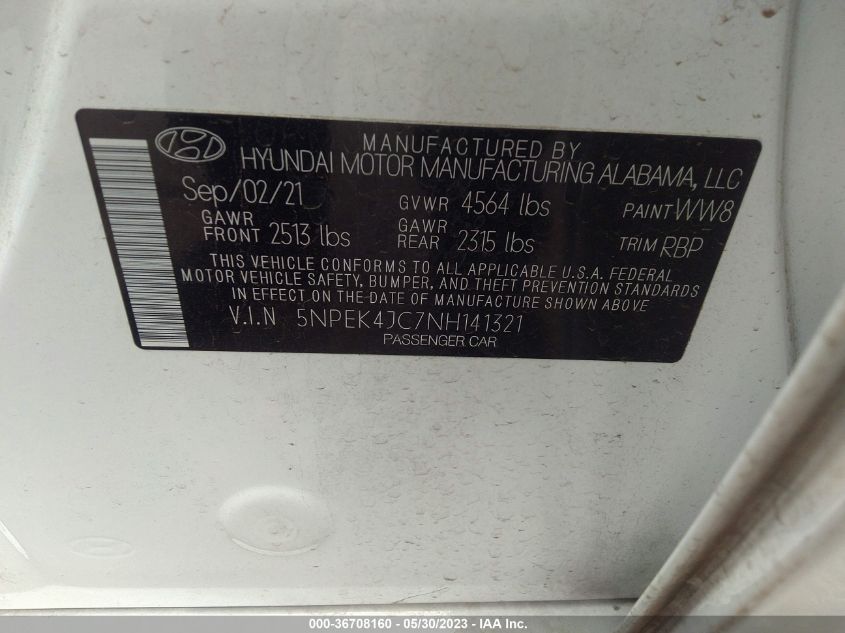 MANUFACTURED BY
HYUNDAI MOTOR MANUFACTURING ALABAMA, LLC
Sep/02/21 GVWR 4564 lbs PAINT WW8
GAWR FRONT 2513 lbs GAWR REAR 2315 lbs TRIM RBP
THIS VEHICLE CONFORMS TO ALL APPLICABLE U.S.A. FEDERAL
MOTOR VEHICLE SAFETY, BUMPER, AND THEFT PREVENTION STANDARDS
IN EFFECT ON THE DATE OF MANUFACTURE SHOWN ABOVE
V.I.N 5NPEK4JC7NH141321
PASSENGER CAR
000-36708160 — 05/30/2023 — IAA Inc.